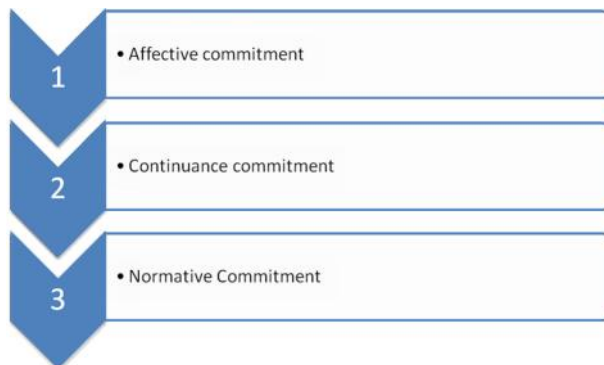 1
• Affective commitment
2
• Continuance commitment
3
• Normative Commitment